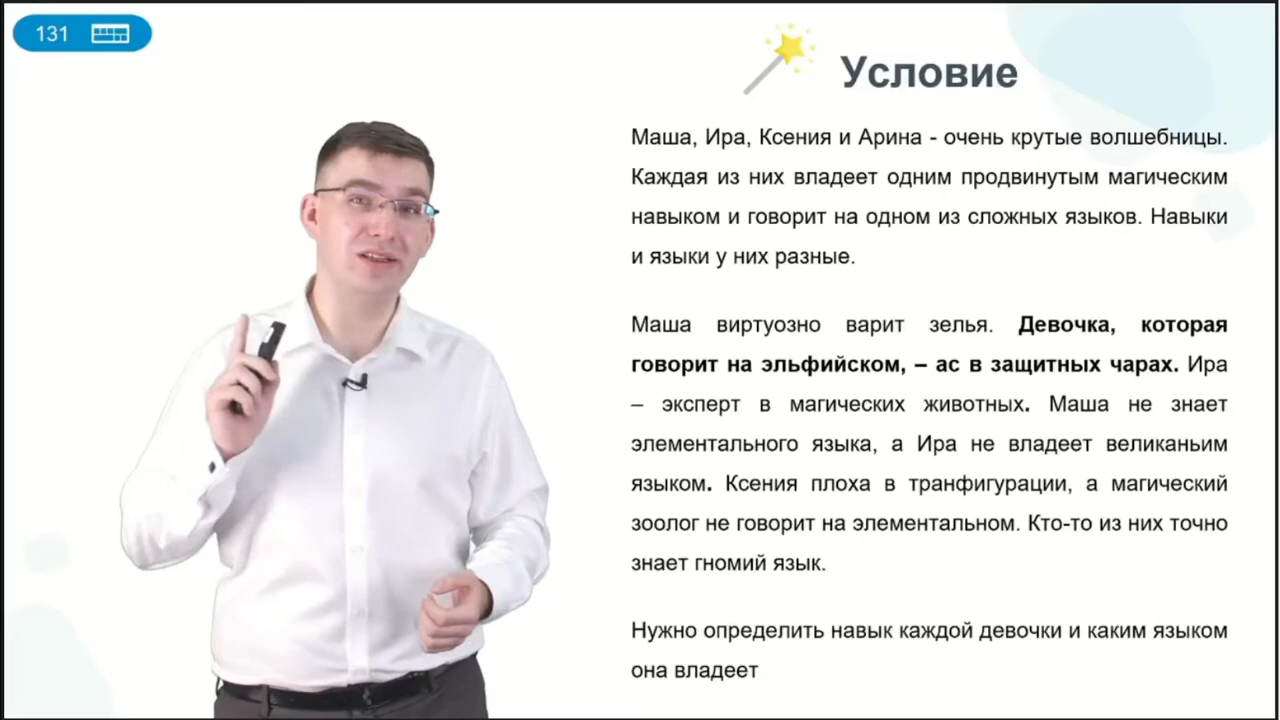 131
Условие
Маша, Ира, Ксения и Арина - очень крутые волшебницы.
Каждая из них владеет одним продвинутым магическим
навыком и говорит на одном из сложных языков. Навыки
и языки у них разные.
Маша виртуозно варит зелья. Девочка, которая
говорит на эльфийском, – ас в защитных чарах. Ира
– эксперт в магических животных. Маша не знает
элементального языка, а Ира не владеет великаньим
языком. Ксения плоха в транфигурации, а магический
зоолог не говорит на элементальном. Кто-то из них точно
знает гномий язык.
Нужно определить навык каждой девочки и каким языком
она владеет